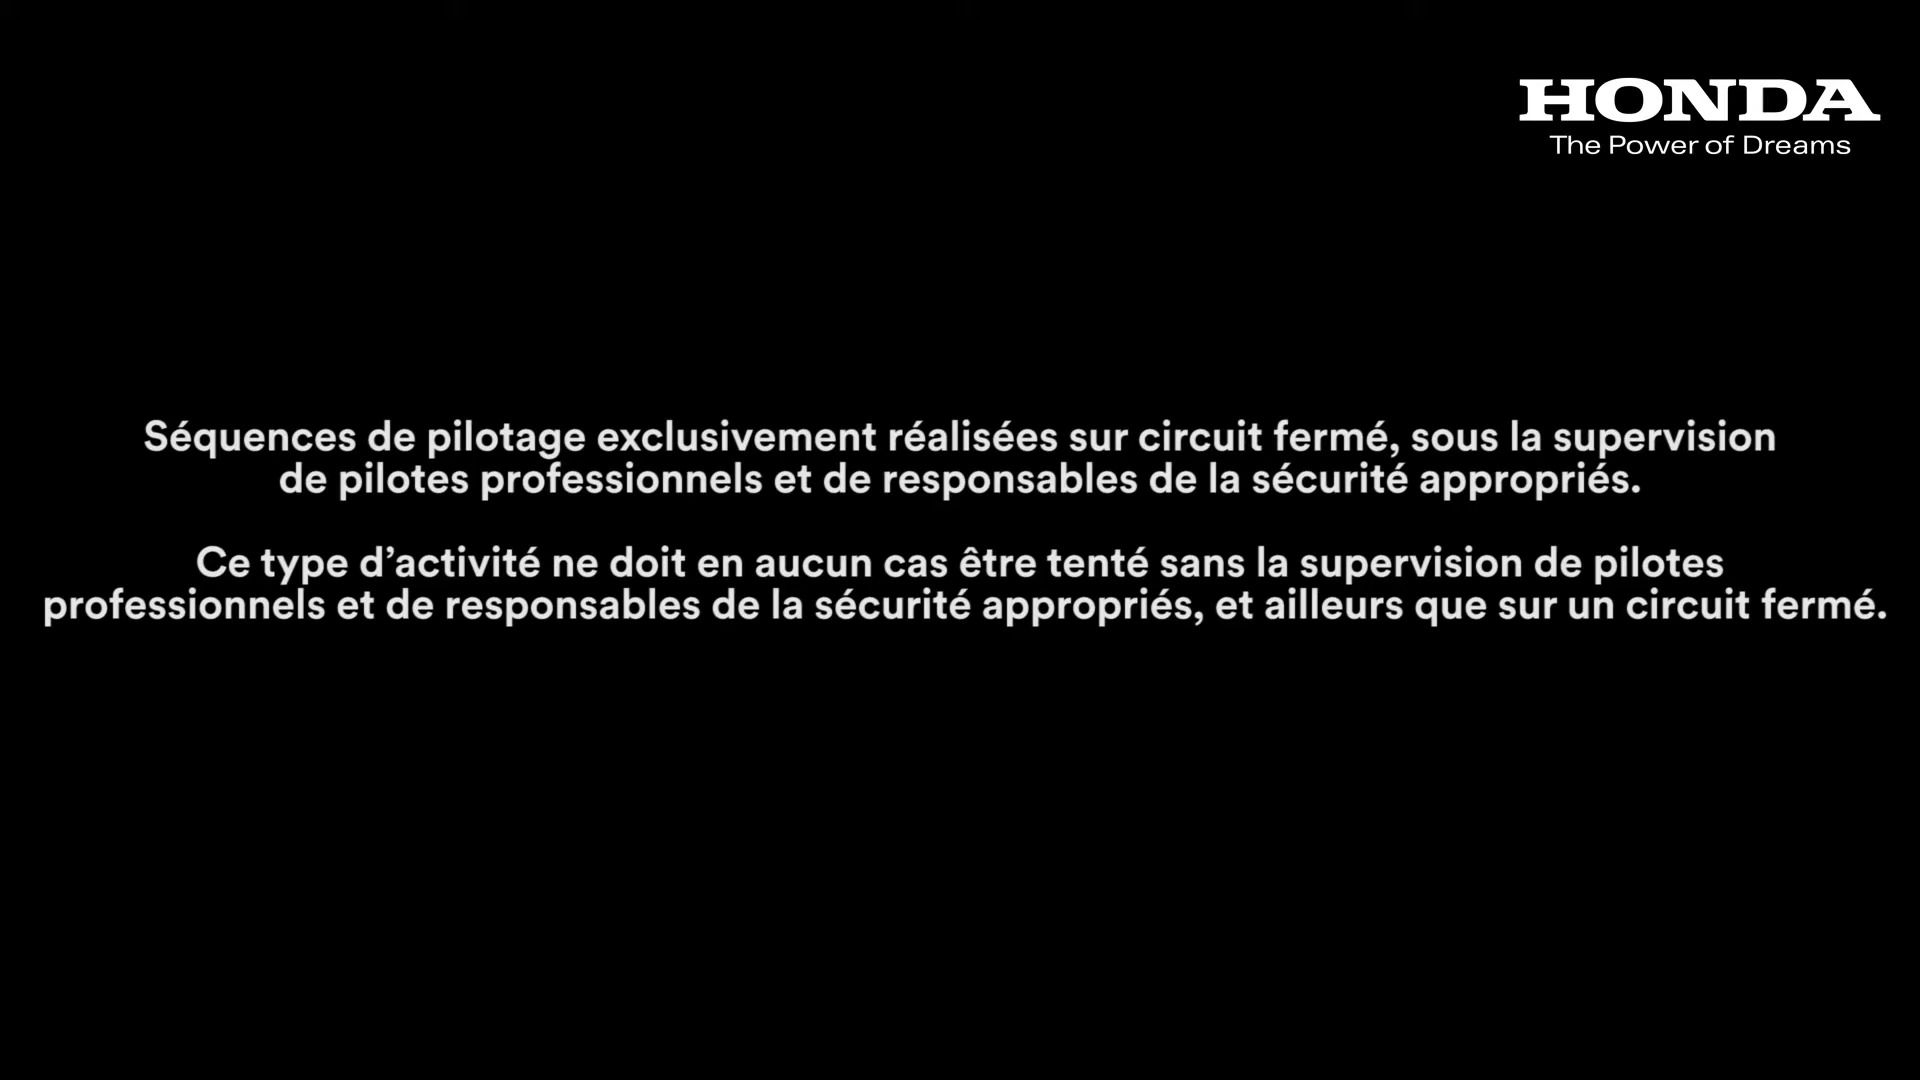 HONDA
The Power of Dreams
Séquences de pilotage exclusivement réalisées sur circuit fermé, sous la supervision
de pilotes professionnels et de responsables de la sécurité appropriés.
Ce type d’activité ne doit en aucun cas être tenté sans la supervision de pilotes
professionnels et de responsables de la sécurité appropriés, et ailleurs que sur un circuit fermé.